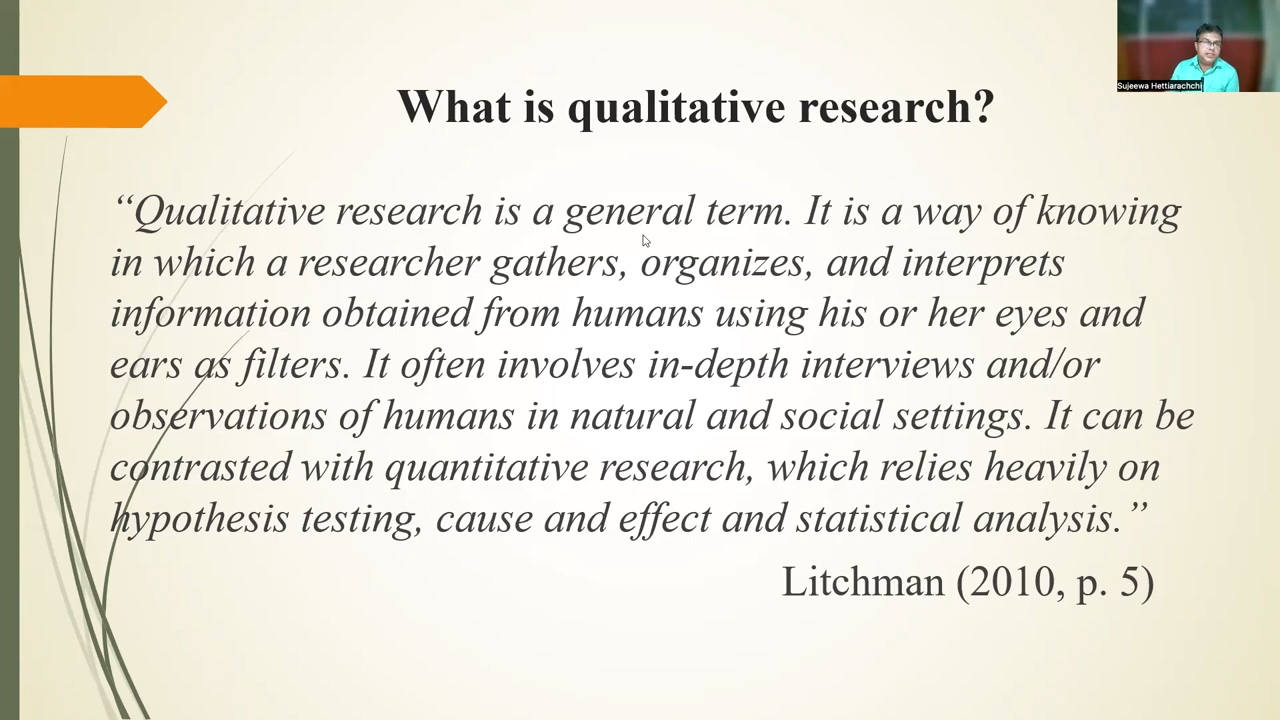 Sujeewa Hettiarachchi
What is qualitative research?
“Qualitative research is a general term. It is a way of knowing
in which a researcher gathers, organizes, and interprets
information obtained from humans using his or her eyes and
ears as filters. It often involves in-depth interviews and/or
observations of humans in natural and social settings. It can be
contrasted with quantitative research, which relies heavily on
hypothesis testing, cause and effect and statistical analysis.”
Litchman (2010, p. 5)